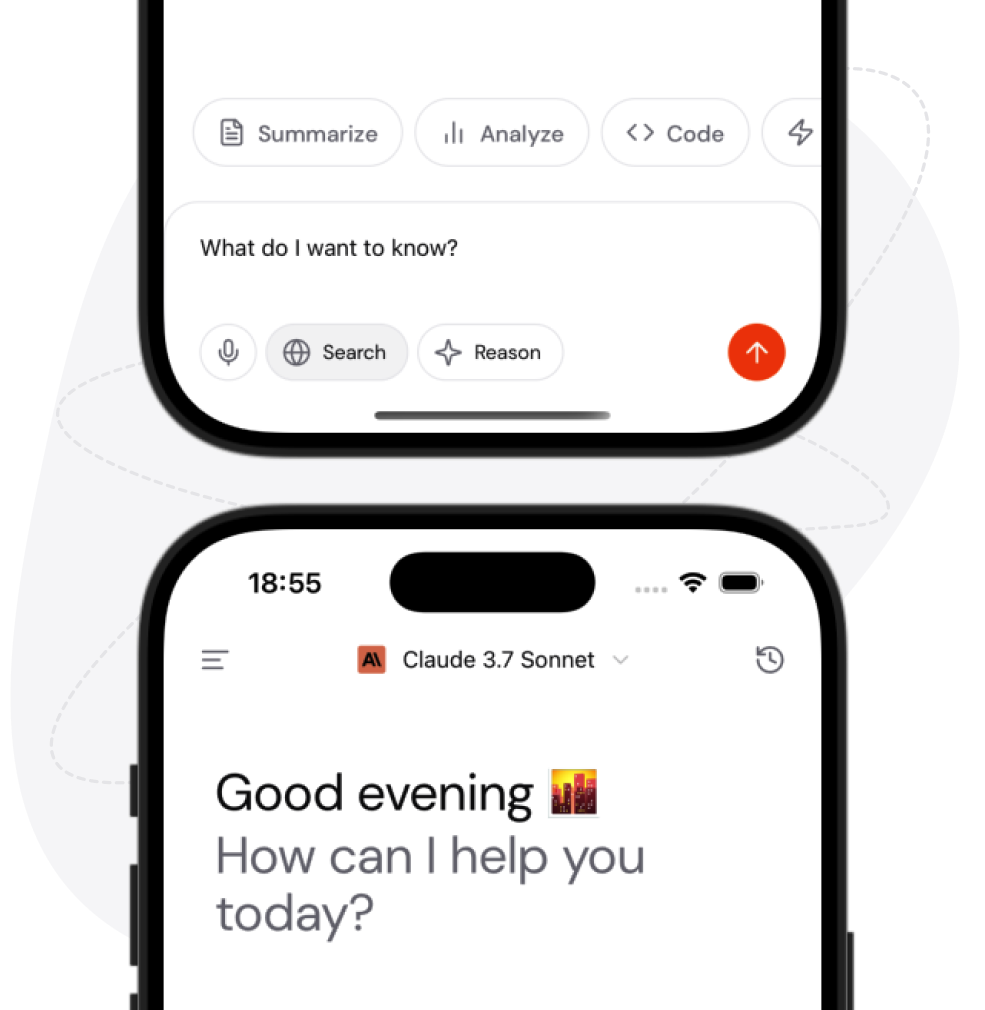 Summarize
Analyze
Code
What do I want to know?
Search
Reason
18:55
Claude 3.7 Sonnet
Good evening 🌇
How can I help you
today?